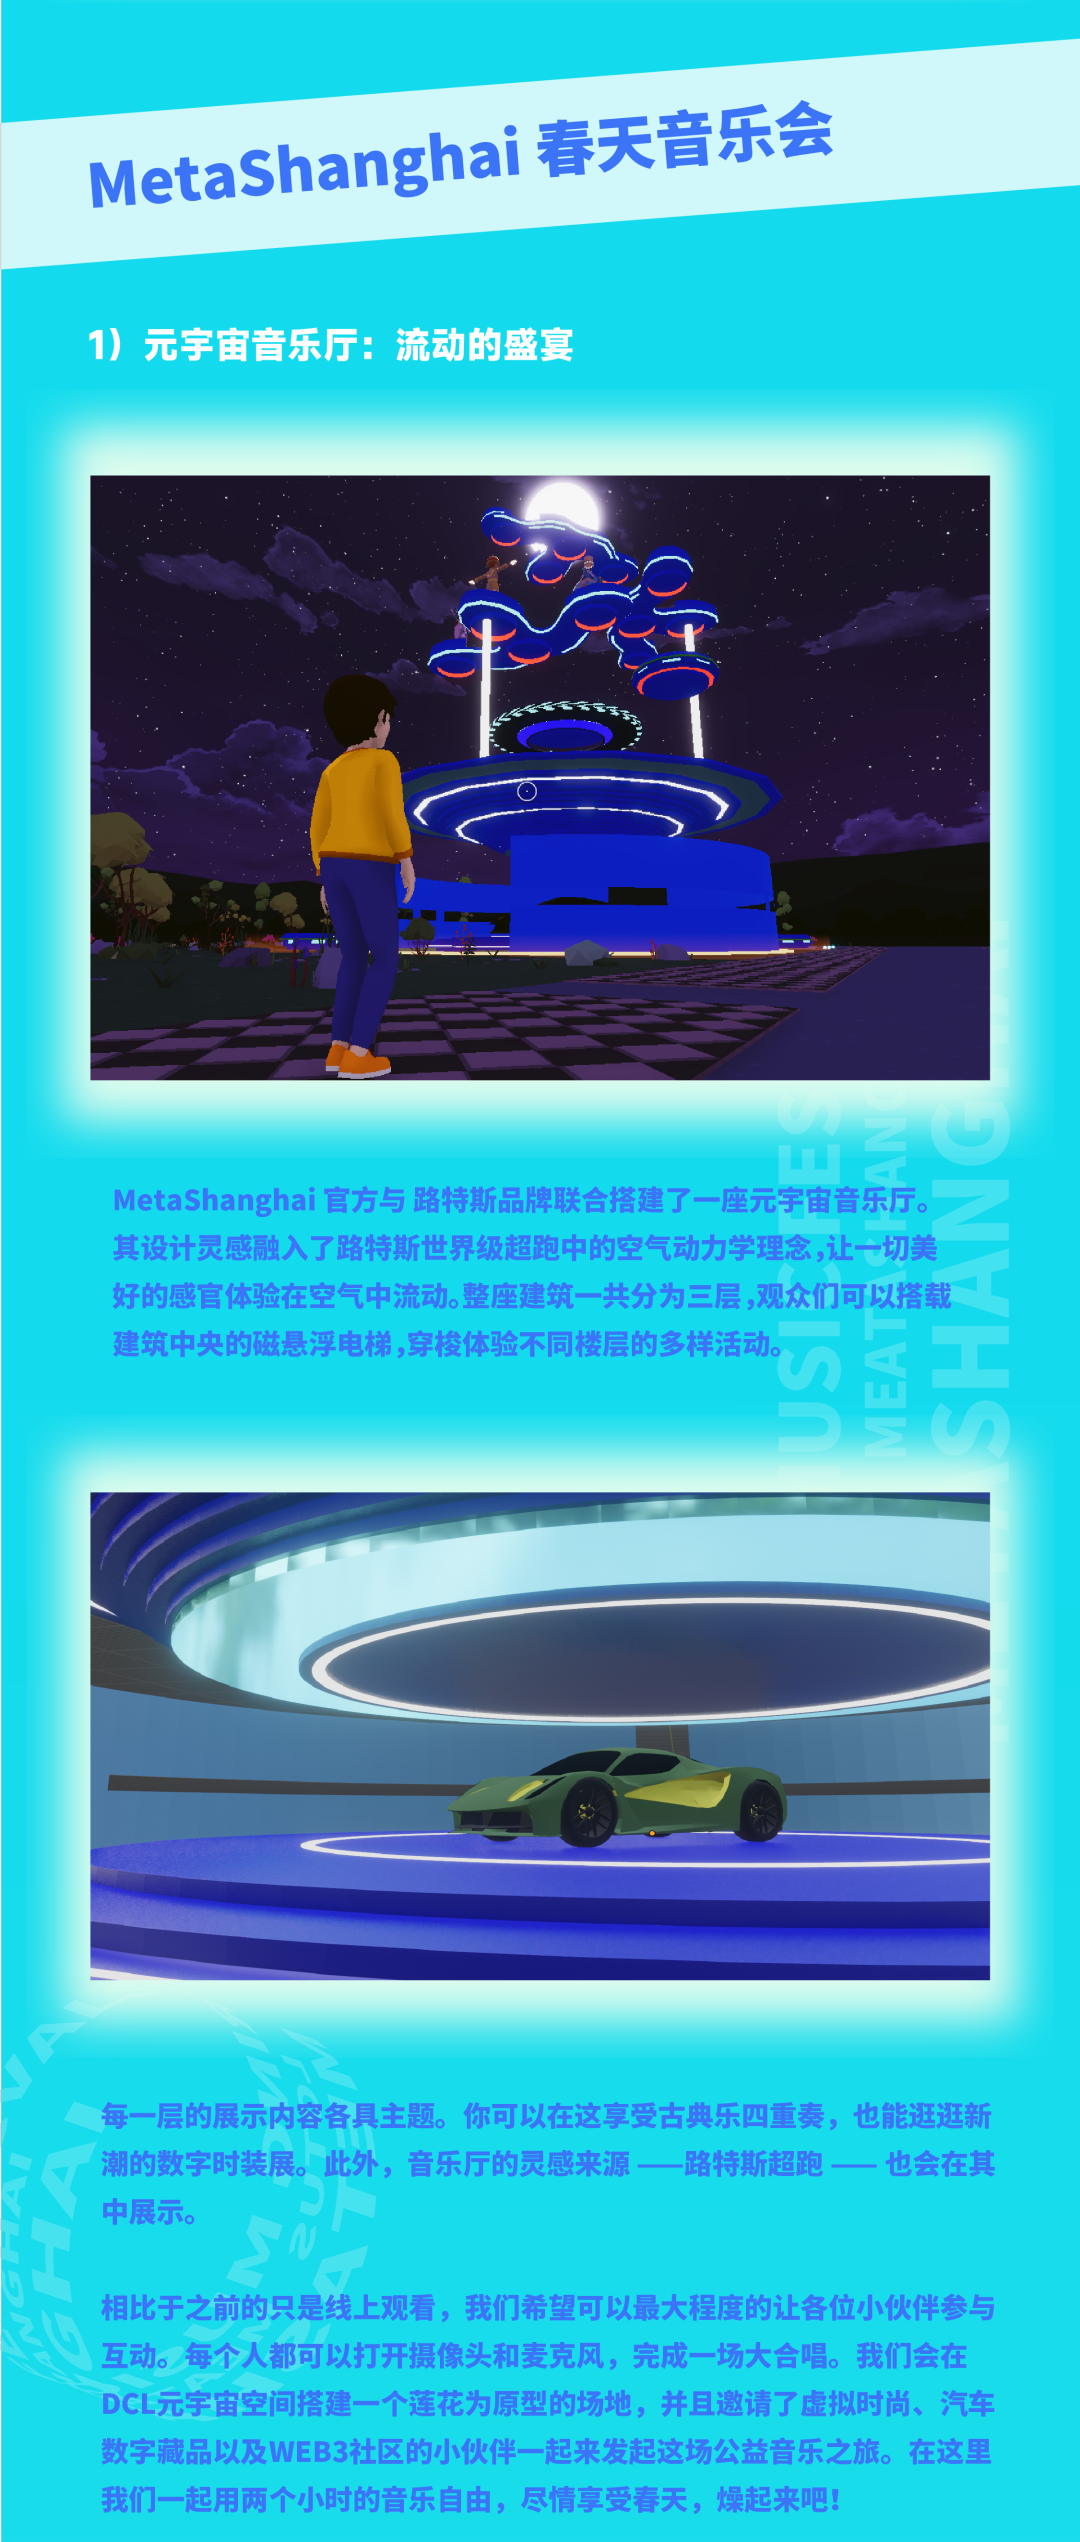 MetaShanghai 春天音乐会
1）元宇宙音乐厅：流动的盛宴
MetaShanghai 官方与 路特斯品牌联合搭建了一座元宇宙音乐厅。
其设计灵感融入了路特斯世界级超跑中的空气动力学理念,让一切美
好的感官体验在空气中流动。整座建筑一共分为三层,观众们可以搭载
建筑中央的磁悬浮电梯,穿梭体验不同楼层的多样活动。
MEATASHANG
每一层的展示内容各具主题。你可以在这享受古典乐四重奏，也能逛逛新
潮的数字时装展。此外，音乐厅的灵感来源 ——路特斯超跑 —— 也会在其
中展示。
相比于之前的只是线上观看，我们希望可以最大程度的让各位小伙伴参与
互动。每个人都可以打开摄像头和麦克风，完成一场大合唱。我们会在
DCL元宇宙空间搭建一个莲花为原型的场地，并且邀请了虚拟时尚、汽车
数字藏品以及WEB3社区的小伙伴一起来发起这场公益音乐之旅。在这里
我们一起用两个小时的音乐自由，尽情享受春天，燥起来吧！